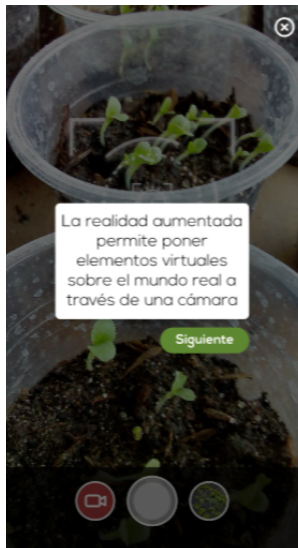 La realidad aumentada
permite poner
elementos virtuales
sobre el mundo real a
través de una cámara
Siguiente